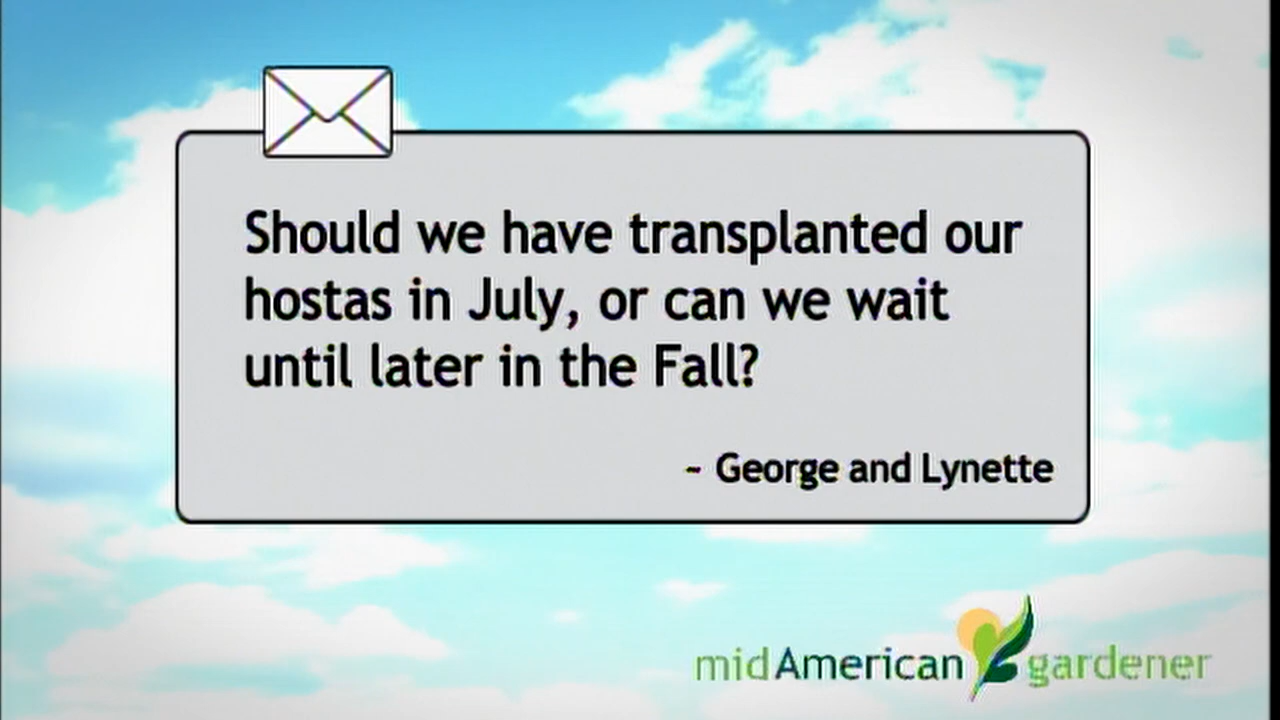 Should we have transplanted our
hostas in July, or can we wait
until later in the Fall?
~ George and Lynette
midAmerican gardener